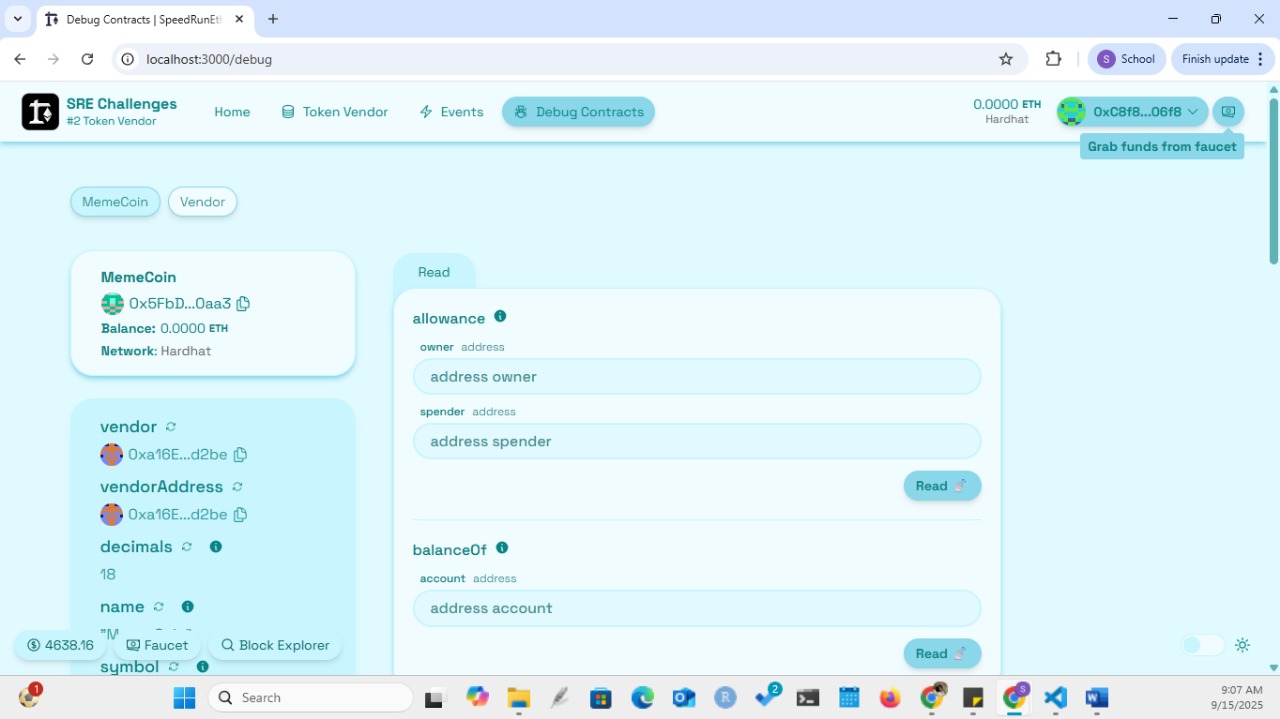 Debug Contracts | SpeedRunEt
localhost:3000/debug
School
Finish update
SRE Challenges
#2 Token Vendor
Home
Token Vendor
Events
Debug Contracts
0.0000 ETH
Hardhat
0xC8f8...06f8
Grab funds from faucet
MemeCoin
Vendor
MemeCoin
0x5FbD...0aa3
Balance: 0.0000 ETH
Network: Hardhat
vendor
0xa16E...d2be
vendorAddress
0xa16E...d2be
decimals
18
name
symbol
Read
allowance
owner address
address owner
spender address
address spender
Read
balanceOf
account address
address account
Read
$ 4638.16
Faucet
Block Explorer
1
Search
2
S
9:07 AM
9/15/2025